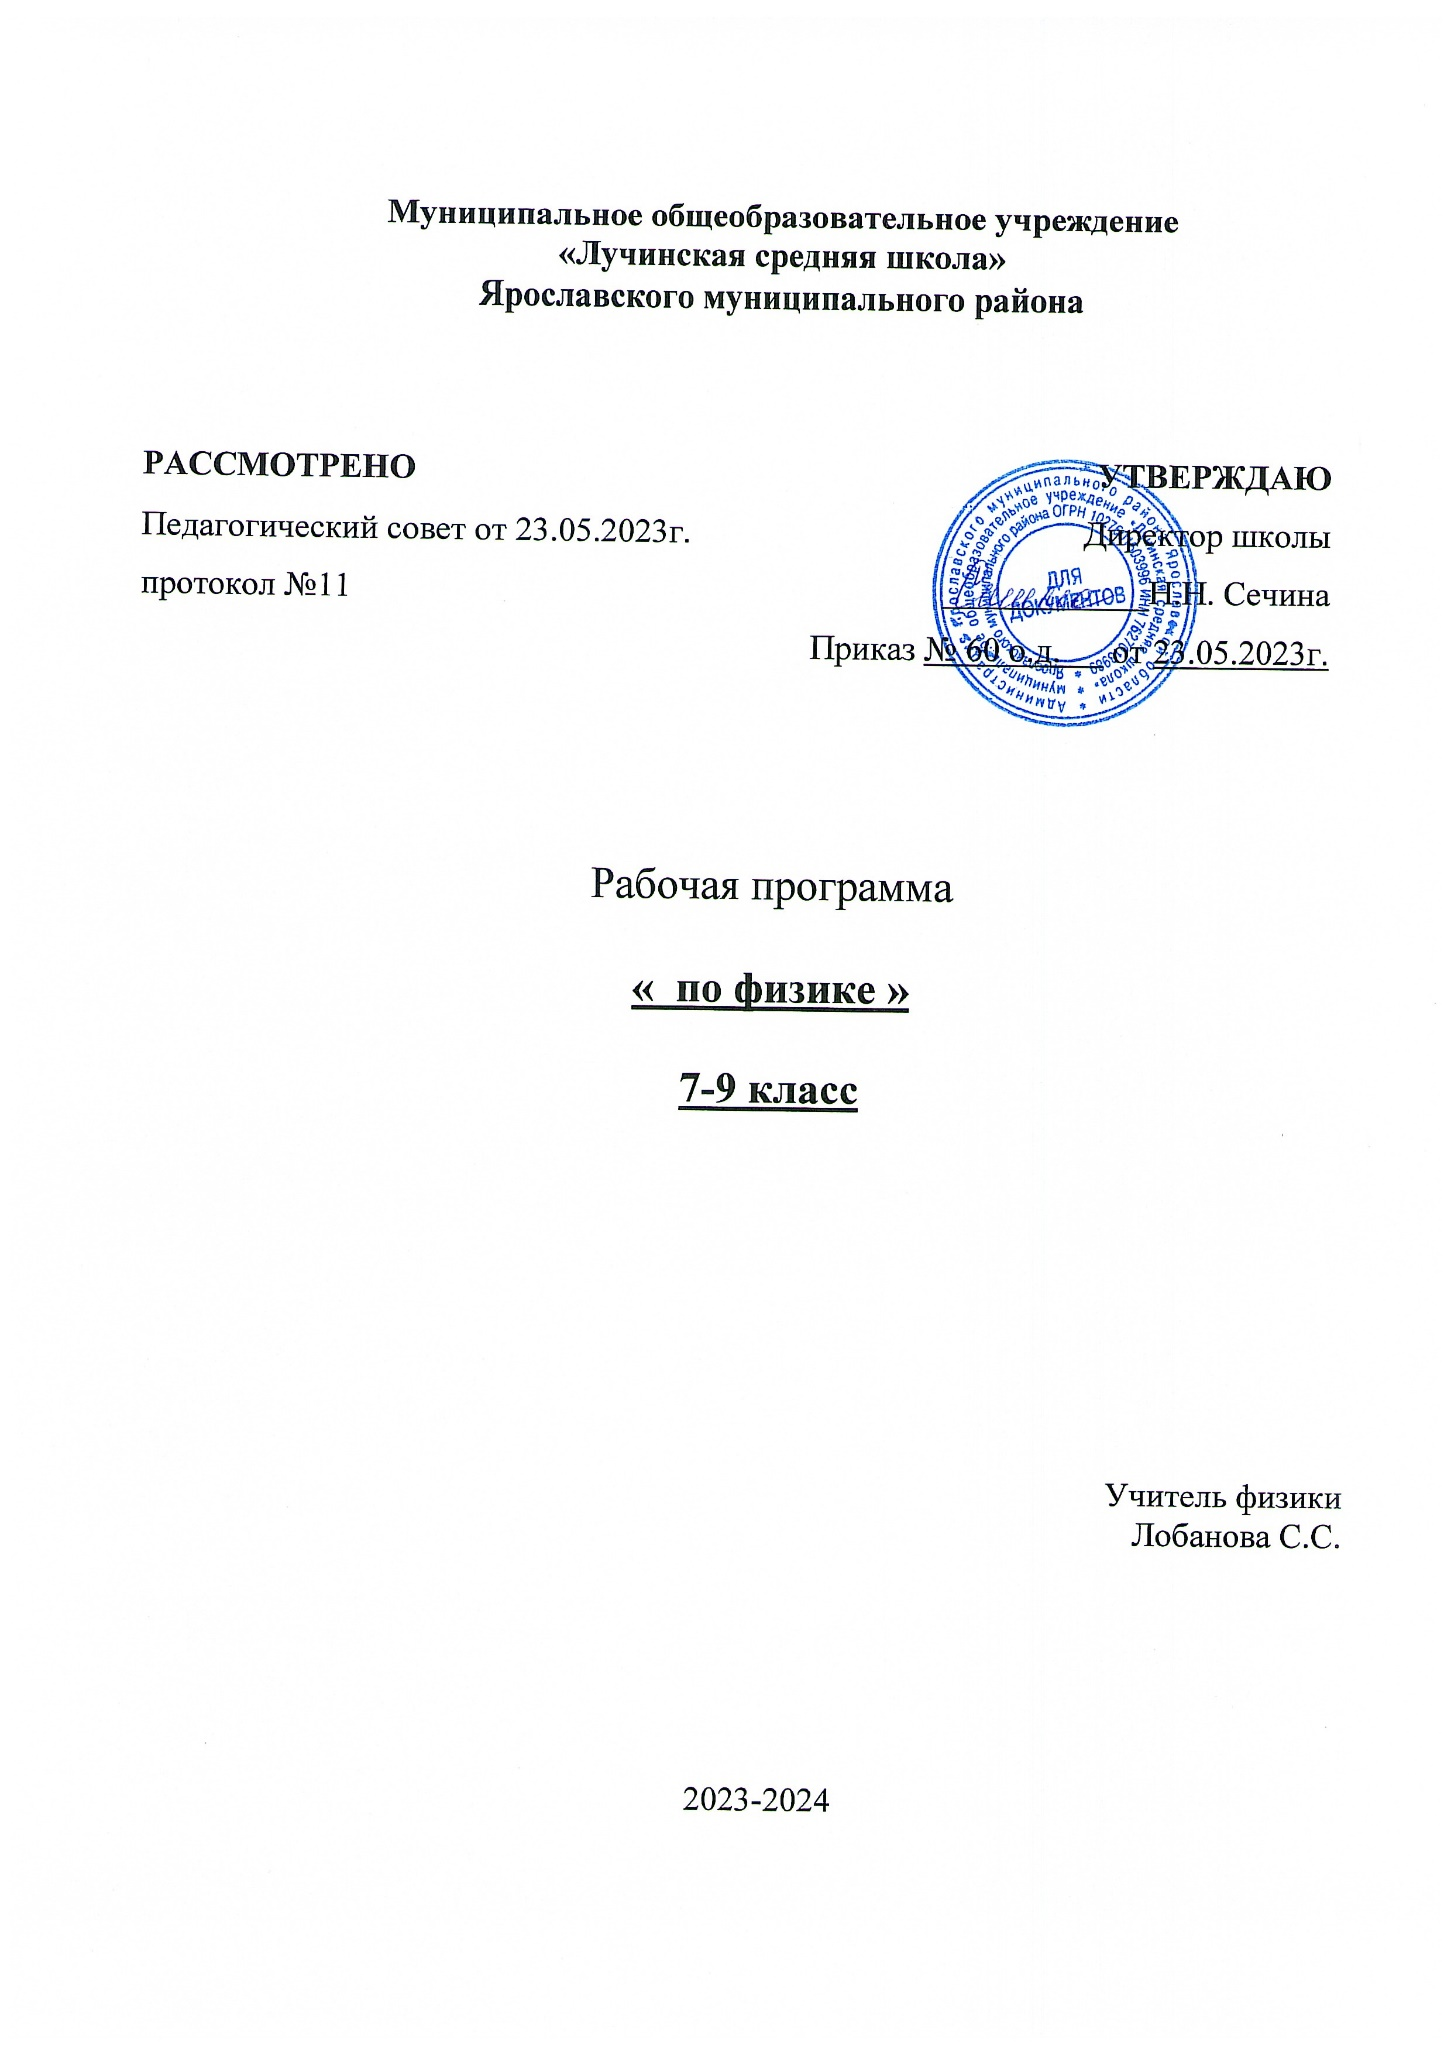 Муниципальное общеобразовательное учреждение
«Лучинская средняя школа»
Ярославского муниципального района
РАССМОТРЕНО
Педагогический совет от 23.05.2023г.
протокол №11
УТВЕРЖДАЮ
Директор школы
Н.Н. Сечина
Приказ № 60 о.д. от 23.05.2023г.
ДЛЯ
ДОКУМЕНТОВ
Рабочая программа
« по физике »
7-9 класс
Учитель физики
Лобанова С.С.
2023-2024